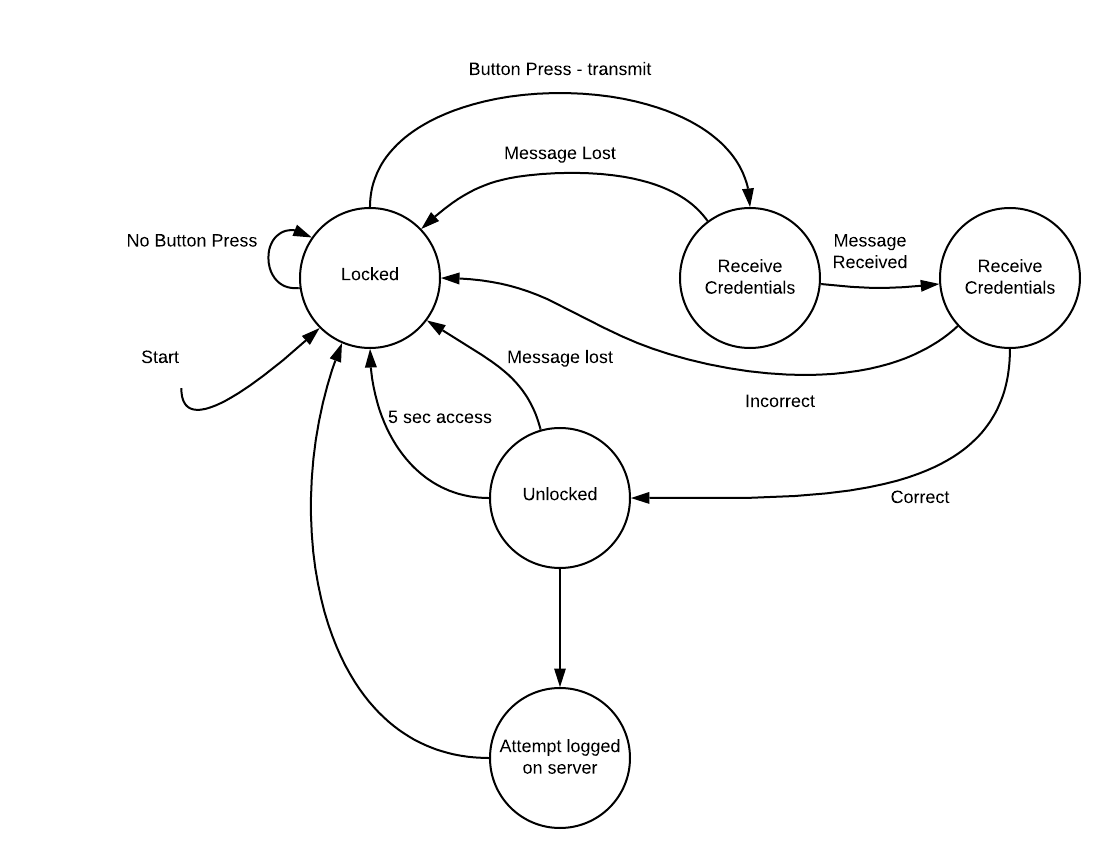 Button Press - transmit
Message Lost
No Button Press
Locked
Receive
Credentials
Message
Received
Receive
Credentials
Start
Message lost
5 sec access
Incorrect
Unlocked
Correct
Attempt logged
on server